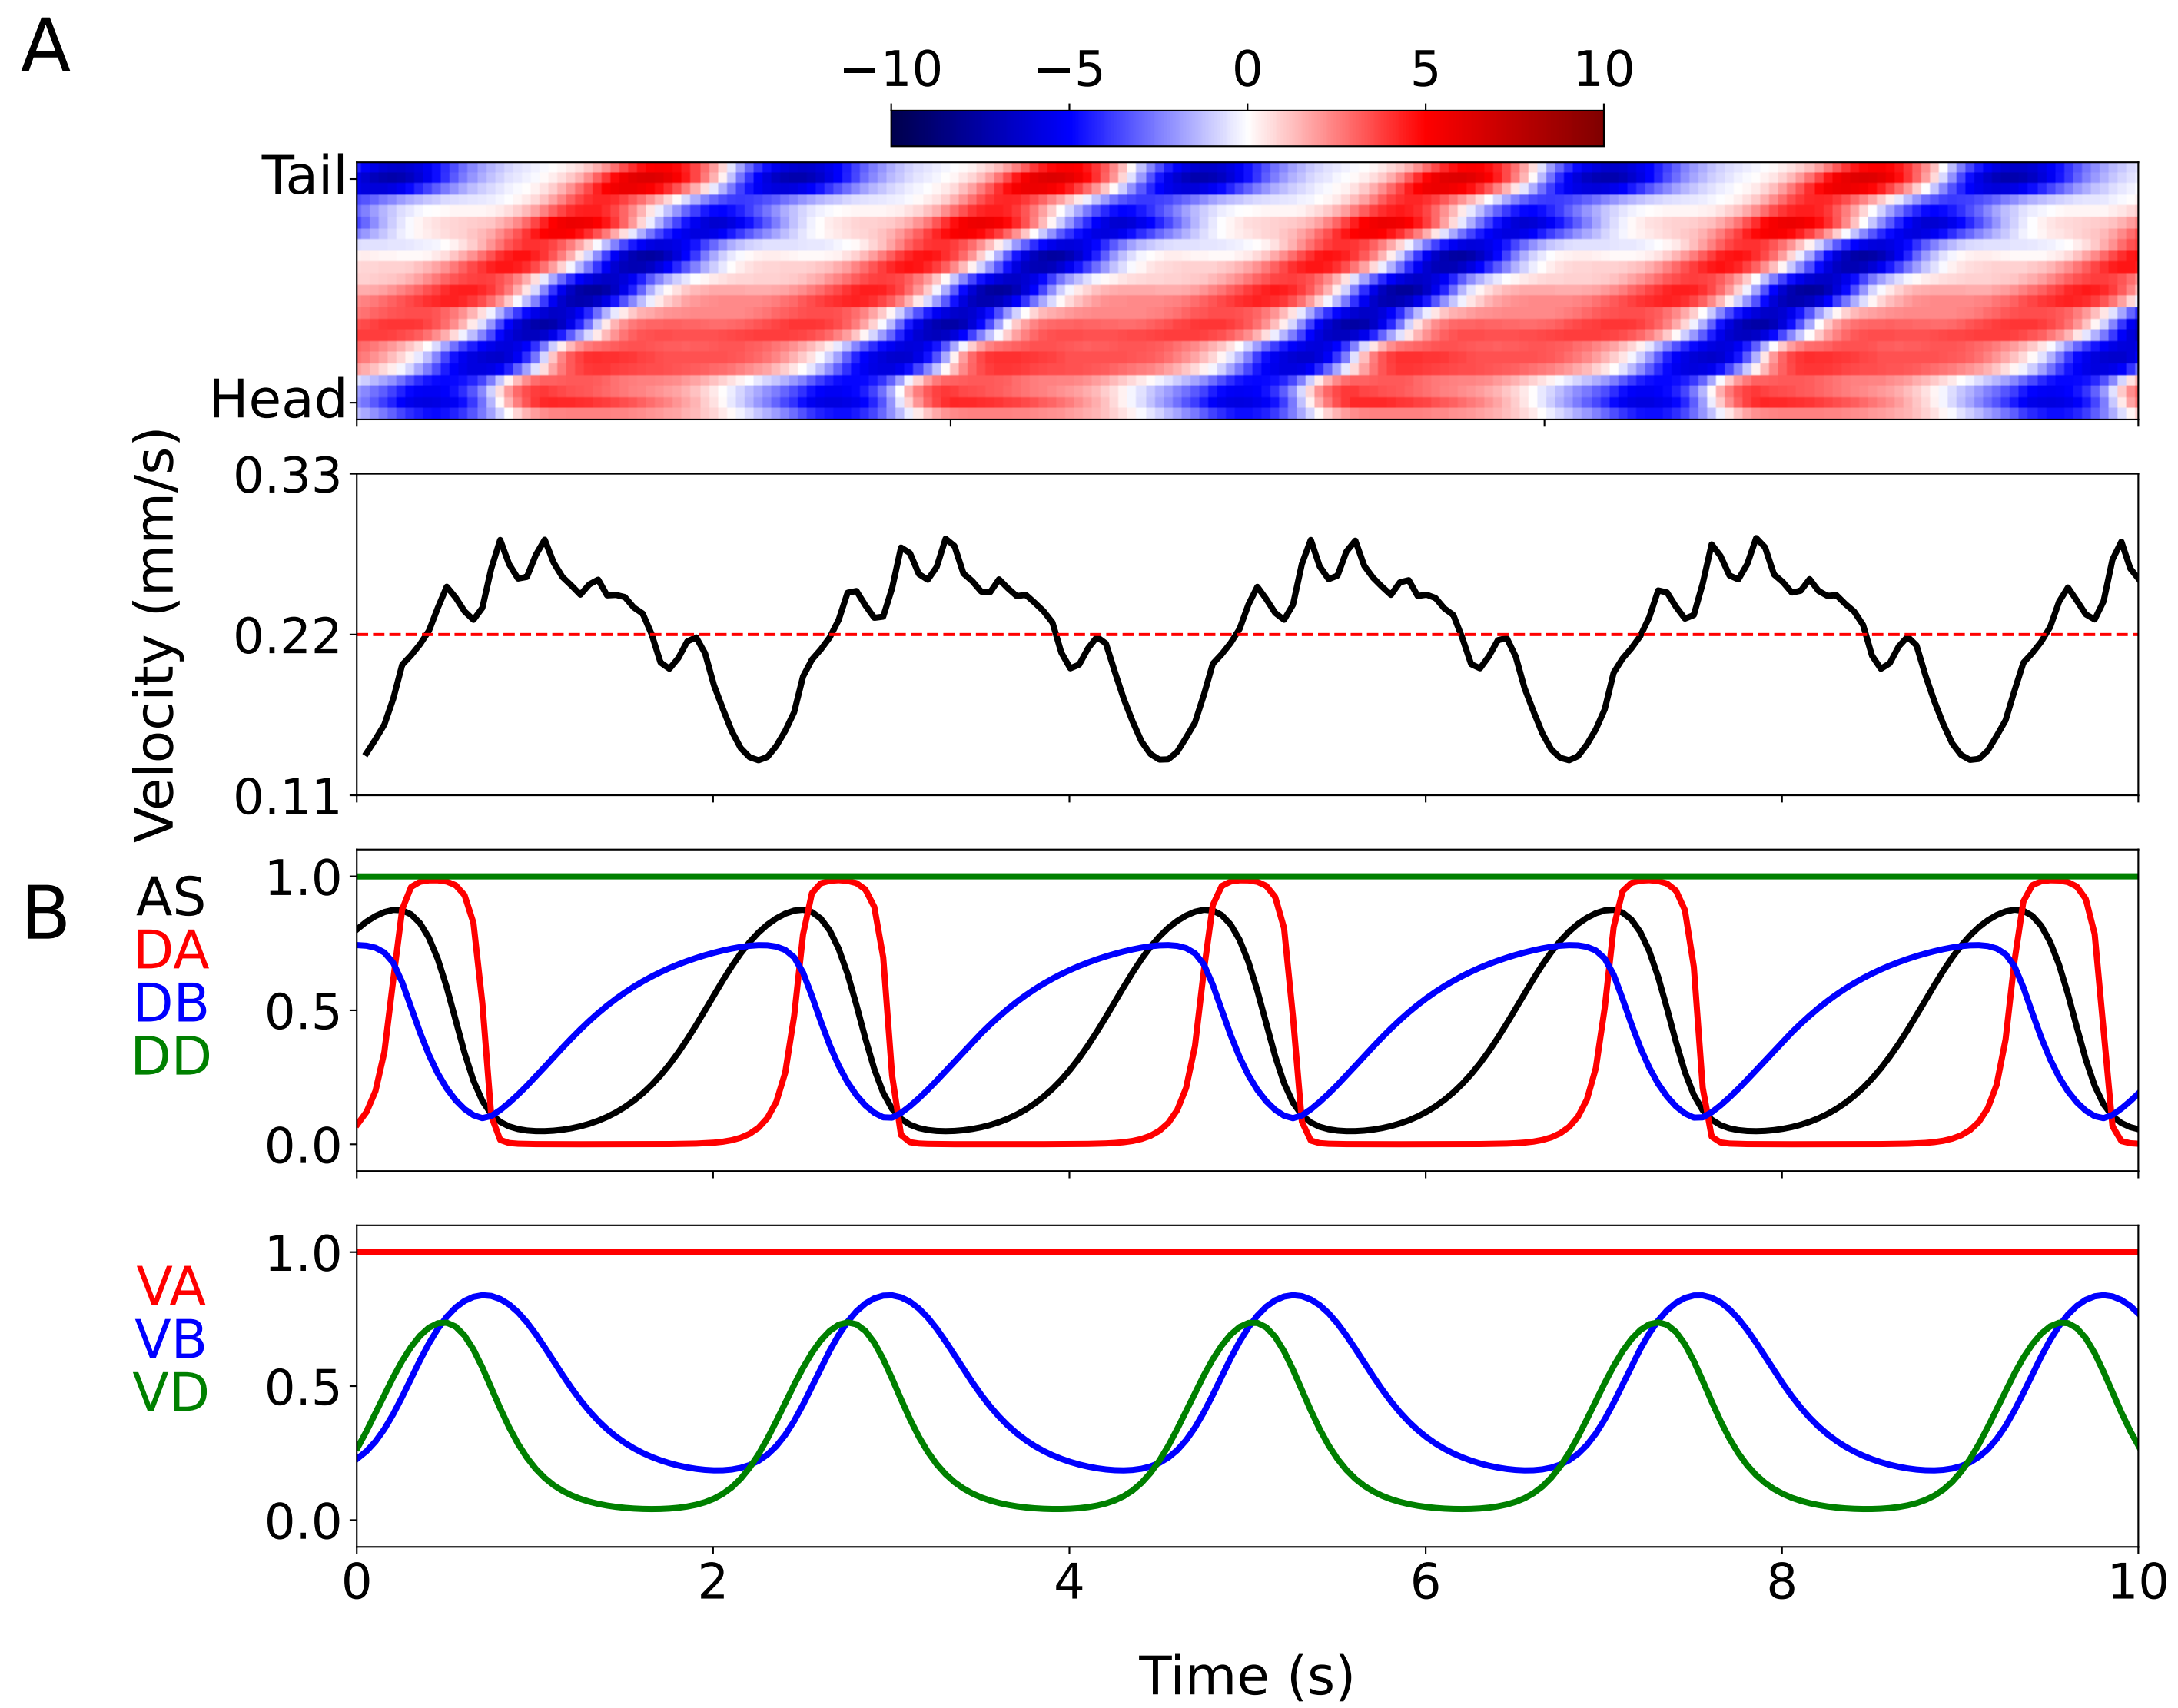 A
−10 −5 0 5 10
Tail
Head
Velocity (mm/s)
0.33
0.22
0.11
B
AS
DA
DB
DD
1.0
0.5
0.0
VA
VB
VD
1.0
0.5
0.0
0 2 4 6 8 10
Time (s)